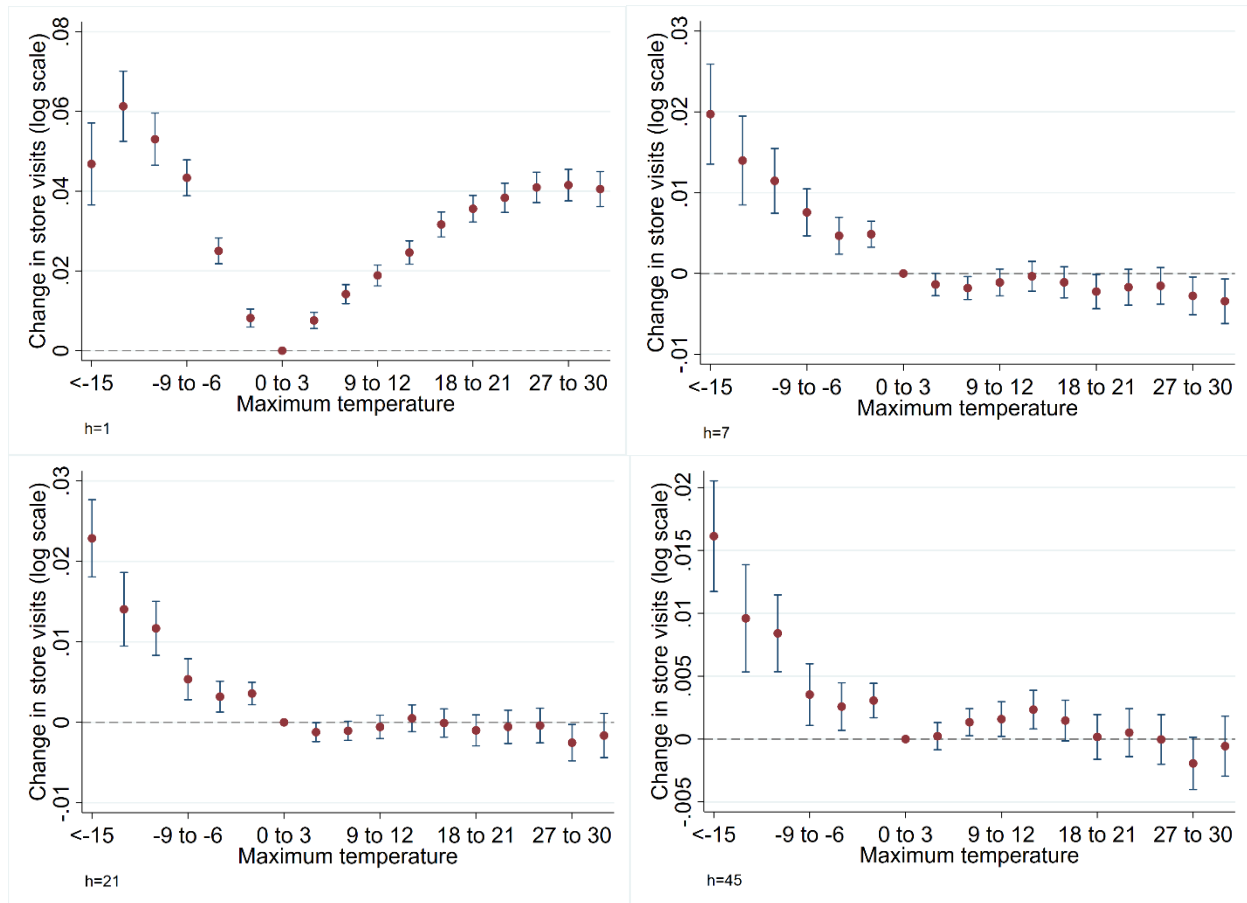 Change in store visits (log scale)
.08
.06
.04
.02
0
<-15 -9 to -6 0 to 3 9 to 12 18 to 21 27 to 30
Maximum temperature
h=1
Change in store visits (log scale)
.03
.02
.01
0
-.01
<-15 -9 to -6 0 to 3 9 to 12 18 to 21 27 to 30
Maximum temperature
h=7
Change in store visits (log scale)
.03
.02
.01
0
-.01
<-15 -9 to -6 0 to 3 9 to 12 18 to 21 27 to 30
Maximum temperature
h=21
Change in store visits (log scale)
.02
.015
.01
.005
0
-.005
<-15 -9 to -6 0 to 3 9 to 12 18 to 21 27 to 30
Maximum temperature
h=45